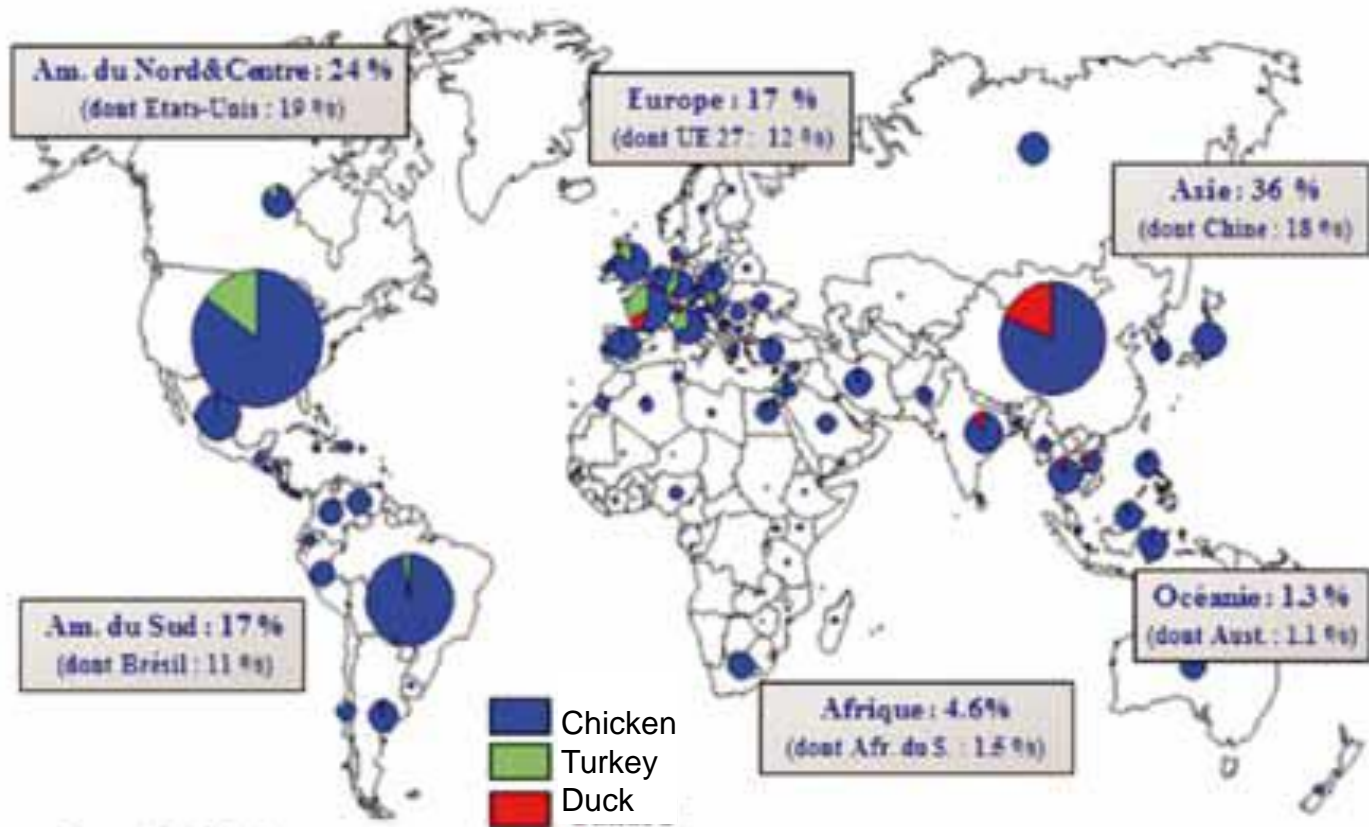 Am. du Nord&Centre : 24 %
(dont Etats-Unis : 19 %)
Europe : 17 %
(dont UE 27 : 12 %)
Asie : 36 %
(dont Chine : 18 %)
Am. du Sud : 17 %
(dont Brésil : 11 %)
Océanie : 1.3 %
(dont Aust. : 1.1 %)
Afrique : 4.6%
(dont Afr. du S. : 1.5 %)
Chicken
Turkey
Duck